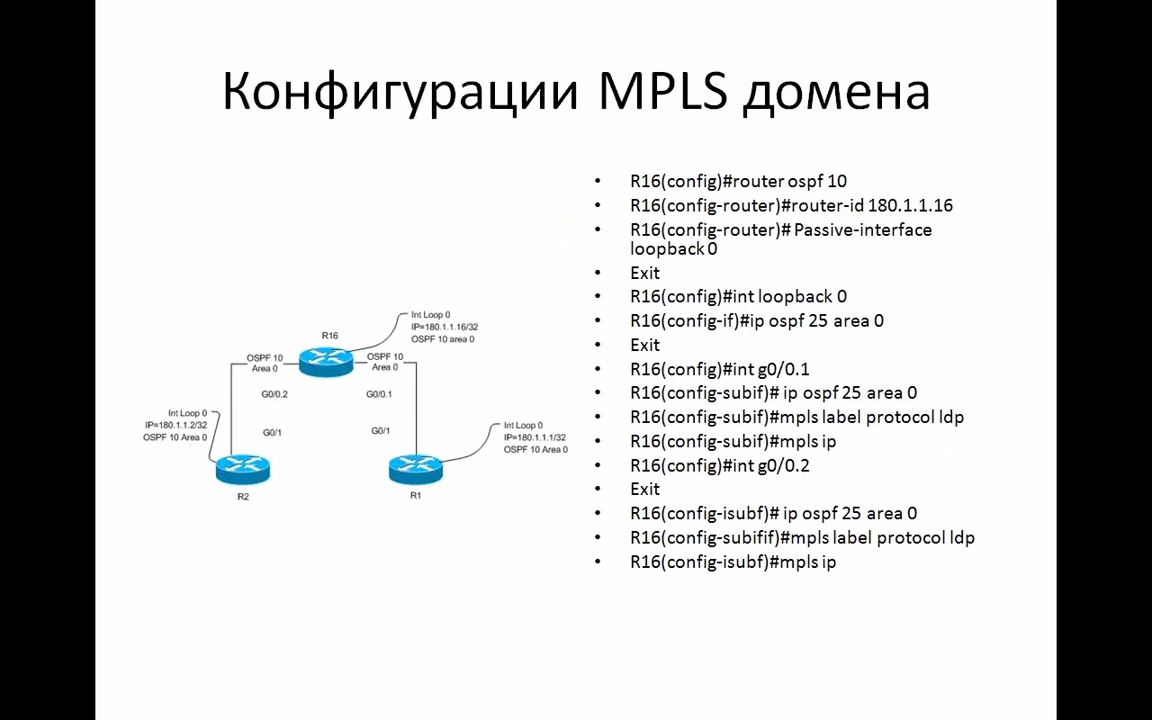 Конфигурации MPLS домена
• R16(config)#router ospf 10
• R16(config-router)#router-id 180.1.1.16
• R16(config-router)# Passive-interface
loopback 0
• Exit
• R16(config)#int loopback 0
• R16(config-if)#ip ospf 25 area 0
• Exit
• R16(config)#int g0/0.1
• R16(config-subif)# ip ospf 25 area 0
• R16(config-subif)#mpls label protocol ldp
• R16(config-subif)#mpls ip
• R16(config)#int g0/0.2
• Exit
• R16(config-isubf)# ip ospf 25 area 0
• R16(config-subifif)#mpls label protocol ldp
• R16(config-isubf)#mpls ip
Int Loop 0
IP=180.1.1.16/32
OSPF 10 area 0
R16
OSPF 10
Area 0
OSPF 10
Area 0
G0/0.2
G0/0.1
Int Loop 0
IP=180.1.1.2/32
OSPF 10 Area 0
G0/1
G0/1
Int Loop 0
IP=180.1.1.1/32
OSPF 10 Area 0
R2
R1